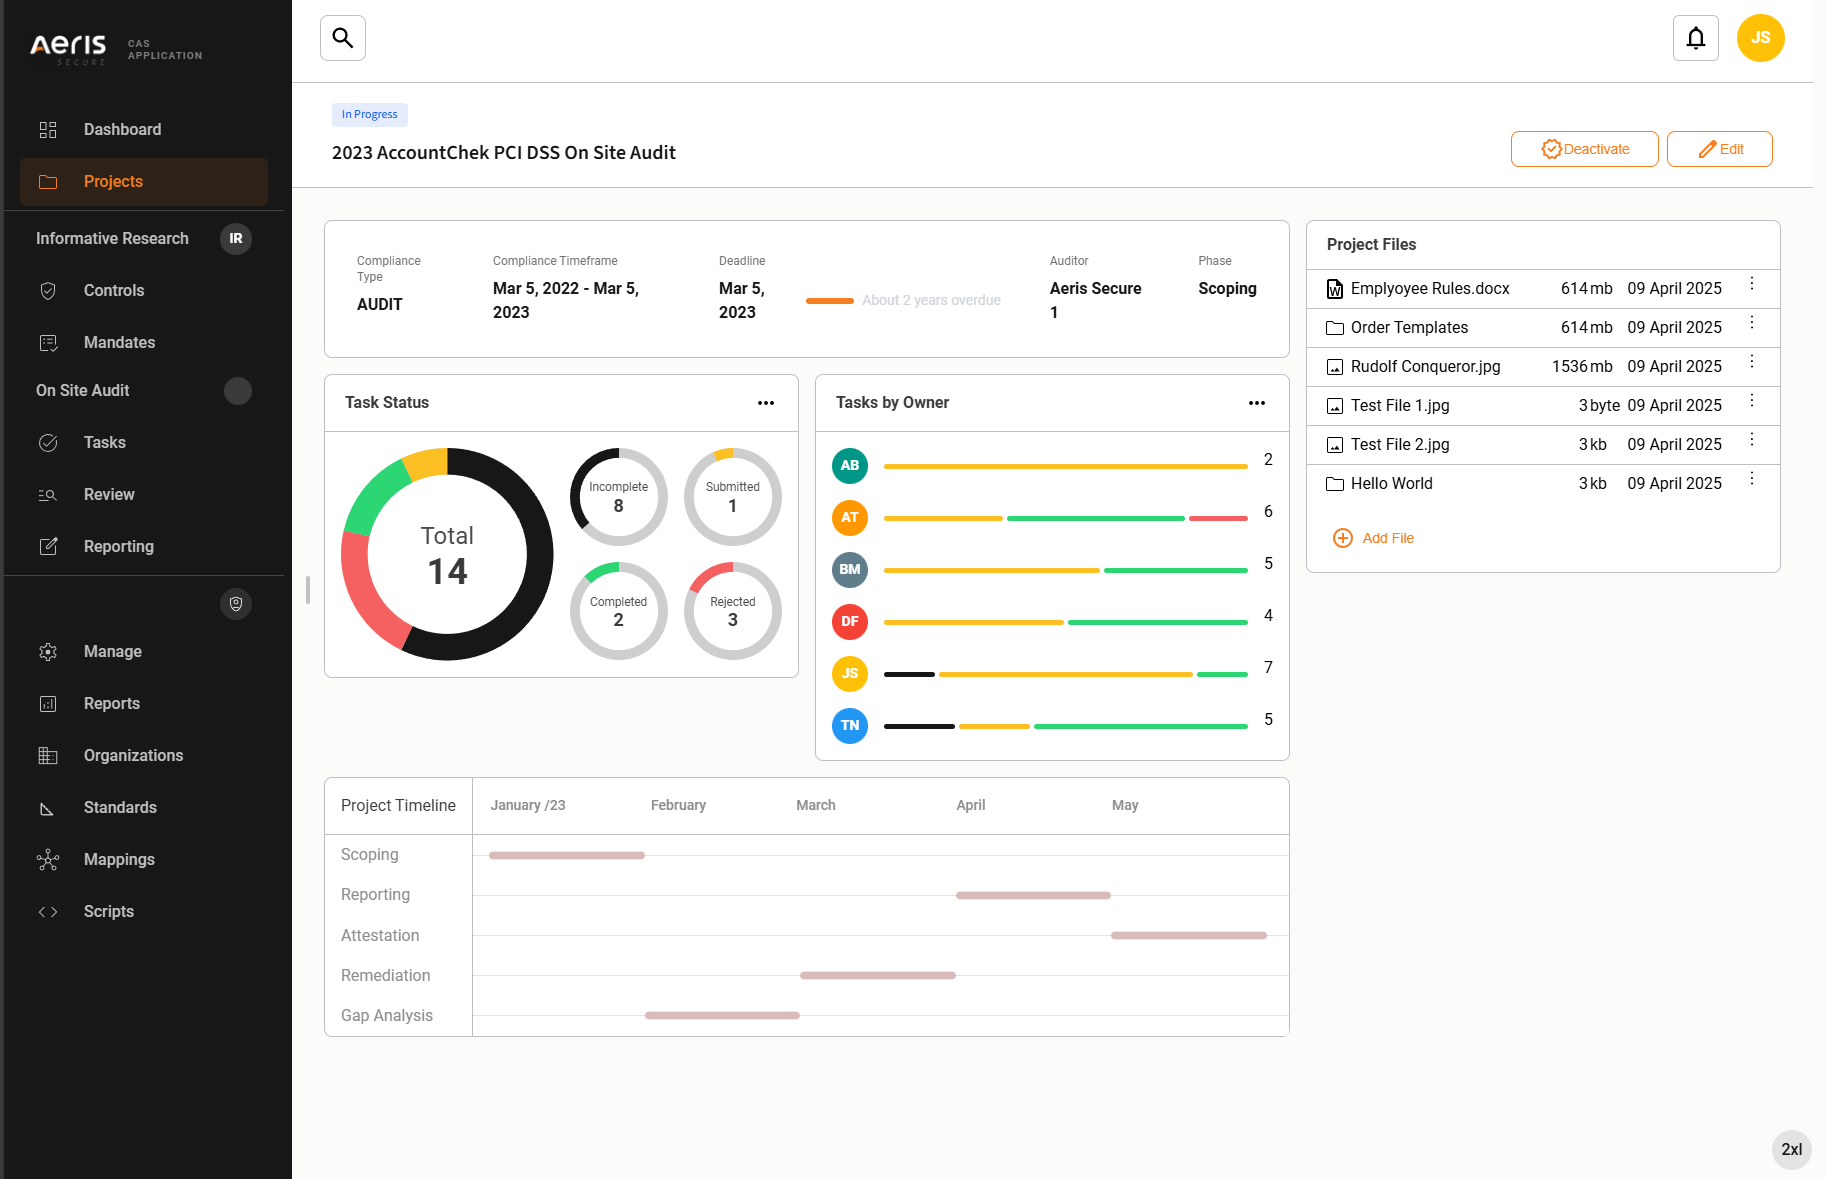 Aeris
SECURE
CAS
APPLICATION
Dashboard
Projects
Informative Research
IR
Controls
Mandates
On Site Audit
Tasks
Review
Reporting
Manage
Reports
Organizations
Standards
Mappings
Scripts
JS
In Progress
2023 AccountChek PCI DSS On Site Audit
Deactivate
Edit
Compliance
Type
AUDIT
Compliance Timeframe
Mar 5, 2022 - Mar 5,
2023
Deadline
Mar 5,
2023
About 2 years overdue
Auditor
Aeris Secure
1
Phase
Scoping
Task Status
Total
14
Incomplete
8
Submitted
1
Completed
2
Rejected
3
Tasks by Owner
AB 2
AT 6
BM 5
DF 4
JS 7
TN 5
Project Files
Emplyoyee Rules.docx 614 mb 09 April 2025
Order Templates 614 mb 09 April 2025
Rudolf Conqueror.jpg 1536 mb 09 April 2025
Test File 1.jpg 3 byte 09 April 2025
Test File 2.jpg 3 kb 09 April 2025
Hello World 3 kb 09 April 2025
Add File
Project Timeline January /23 February March April May
Scoping
Reporting
Attestation
Remediation
Gap Analysis
2xl